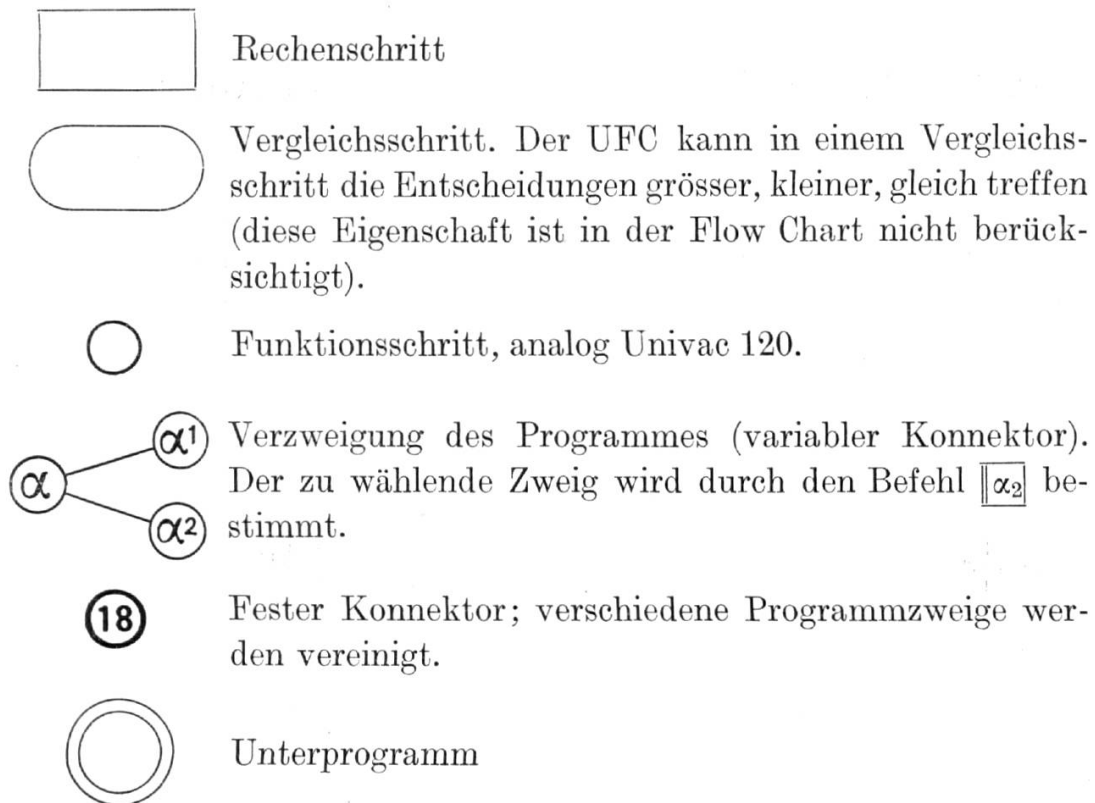 Rechenschritt
Vergleichsschritt. Der UFC kann in einem Vergleichs-
schritt die Entscheidungen grösser, kleiner, gleich treffen
(diese Eigenschaft ist in der Flow Chart nicht berück-
sichtigt).
Funktionsschritt, analog Univac 120.
α α1 Verzweigung des Programmes (variabler Konnektor).
Der zu wählende Zweig wird durch den Befehl α₂ be-
α2 stimmt.
18 Fester Konnektor; verschiedene Programmzweige wer-
den vereinigt.
Unterprogramm